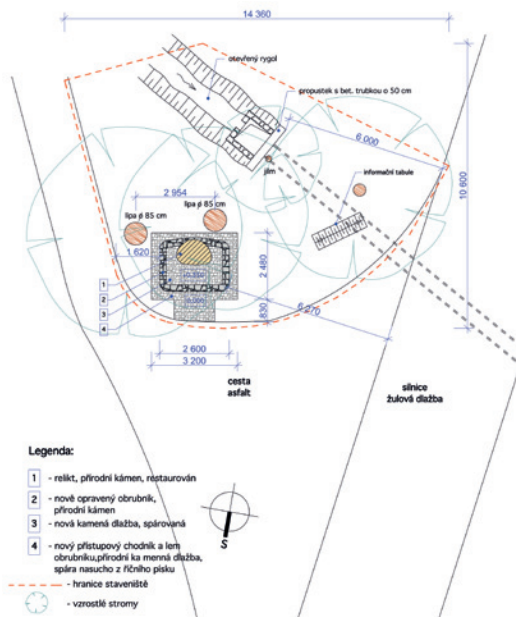 14 360
otevřený rygol
propustek s bet. trubkou o 50 cm
6 000
10 600
jilm
informační tabule
2 954
lípa ø 85 cm
lípa ø 85 cm
1 620
2 480
1
2
3
4
830
6 270
2 600
3 200
cesta
asfalt
silnice
žulová dlažba
Legenda:
1 - relikt, přírodní kámen, restaurován
2 - nově opravený obrubník,
přírodní kámen
3 - nová kamená dlažba, spárovaná
4 - nový přístupový chodník a lem
obrubníku,přírodní ka menná dlažba,
spára nasucho z říčního písku
- hranice staveniště
- vzrostlé stromy
S